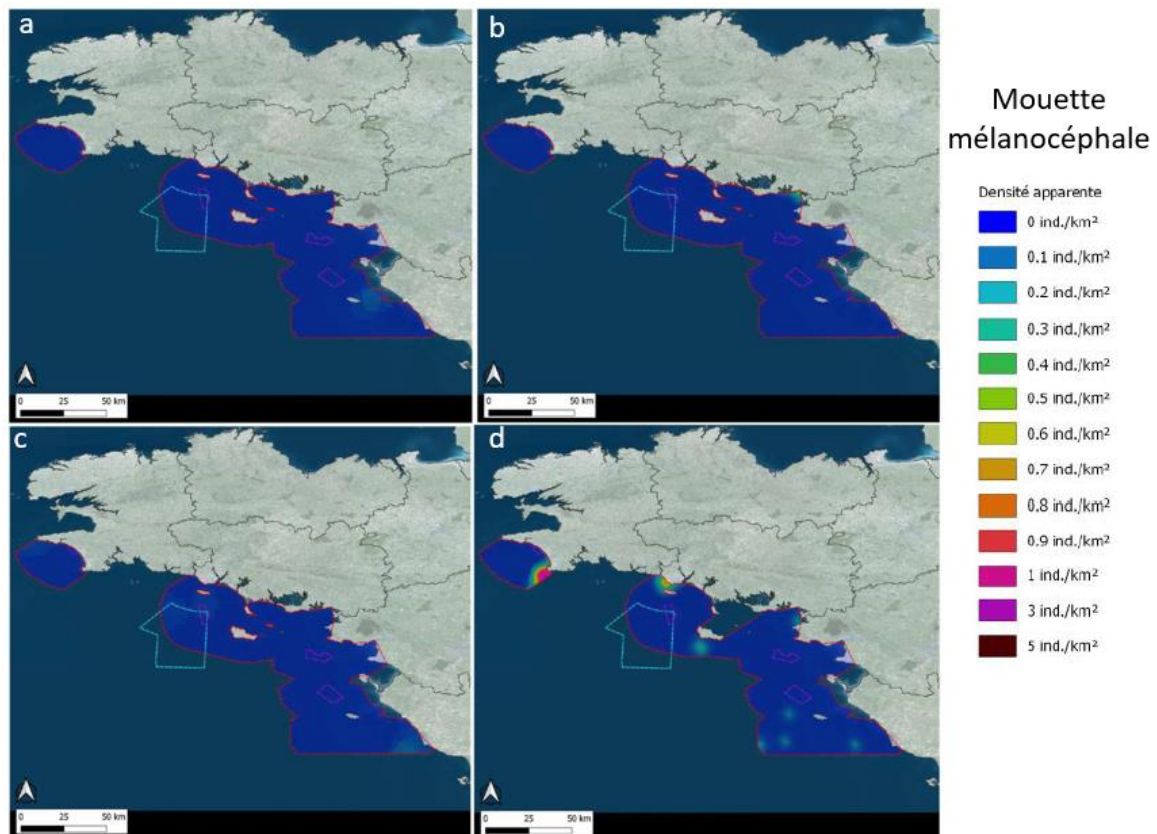 a
b
Mouette
mélanocéphale
Densité apparente
0 ind./km²
0.1 ind./km²
0.2 ind./km²
0.3 ind./km²
0.4 ind./km²
0.5 ind./km²
0.6 ind./km²
0.7 ind./km²
0.8 ind./km²
0.9 ind./km²
1 ind./km²
3 ind./km²
5 ind./km²
0 25 50 km
0 25 50 km
c
d
0 25 50 km
0 25 50 km